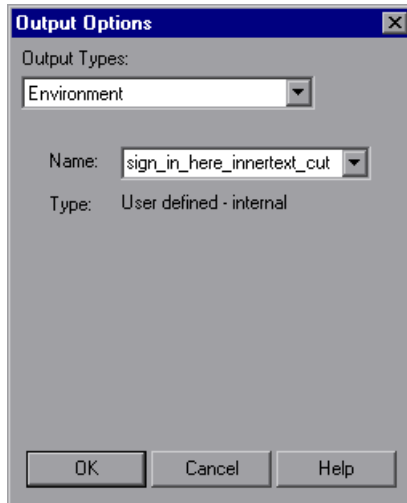 Output Options
Output Types:
Environment
Name: sign_in_here_innertext_cut
Type: User defined - internal
OK Cancel Help